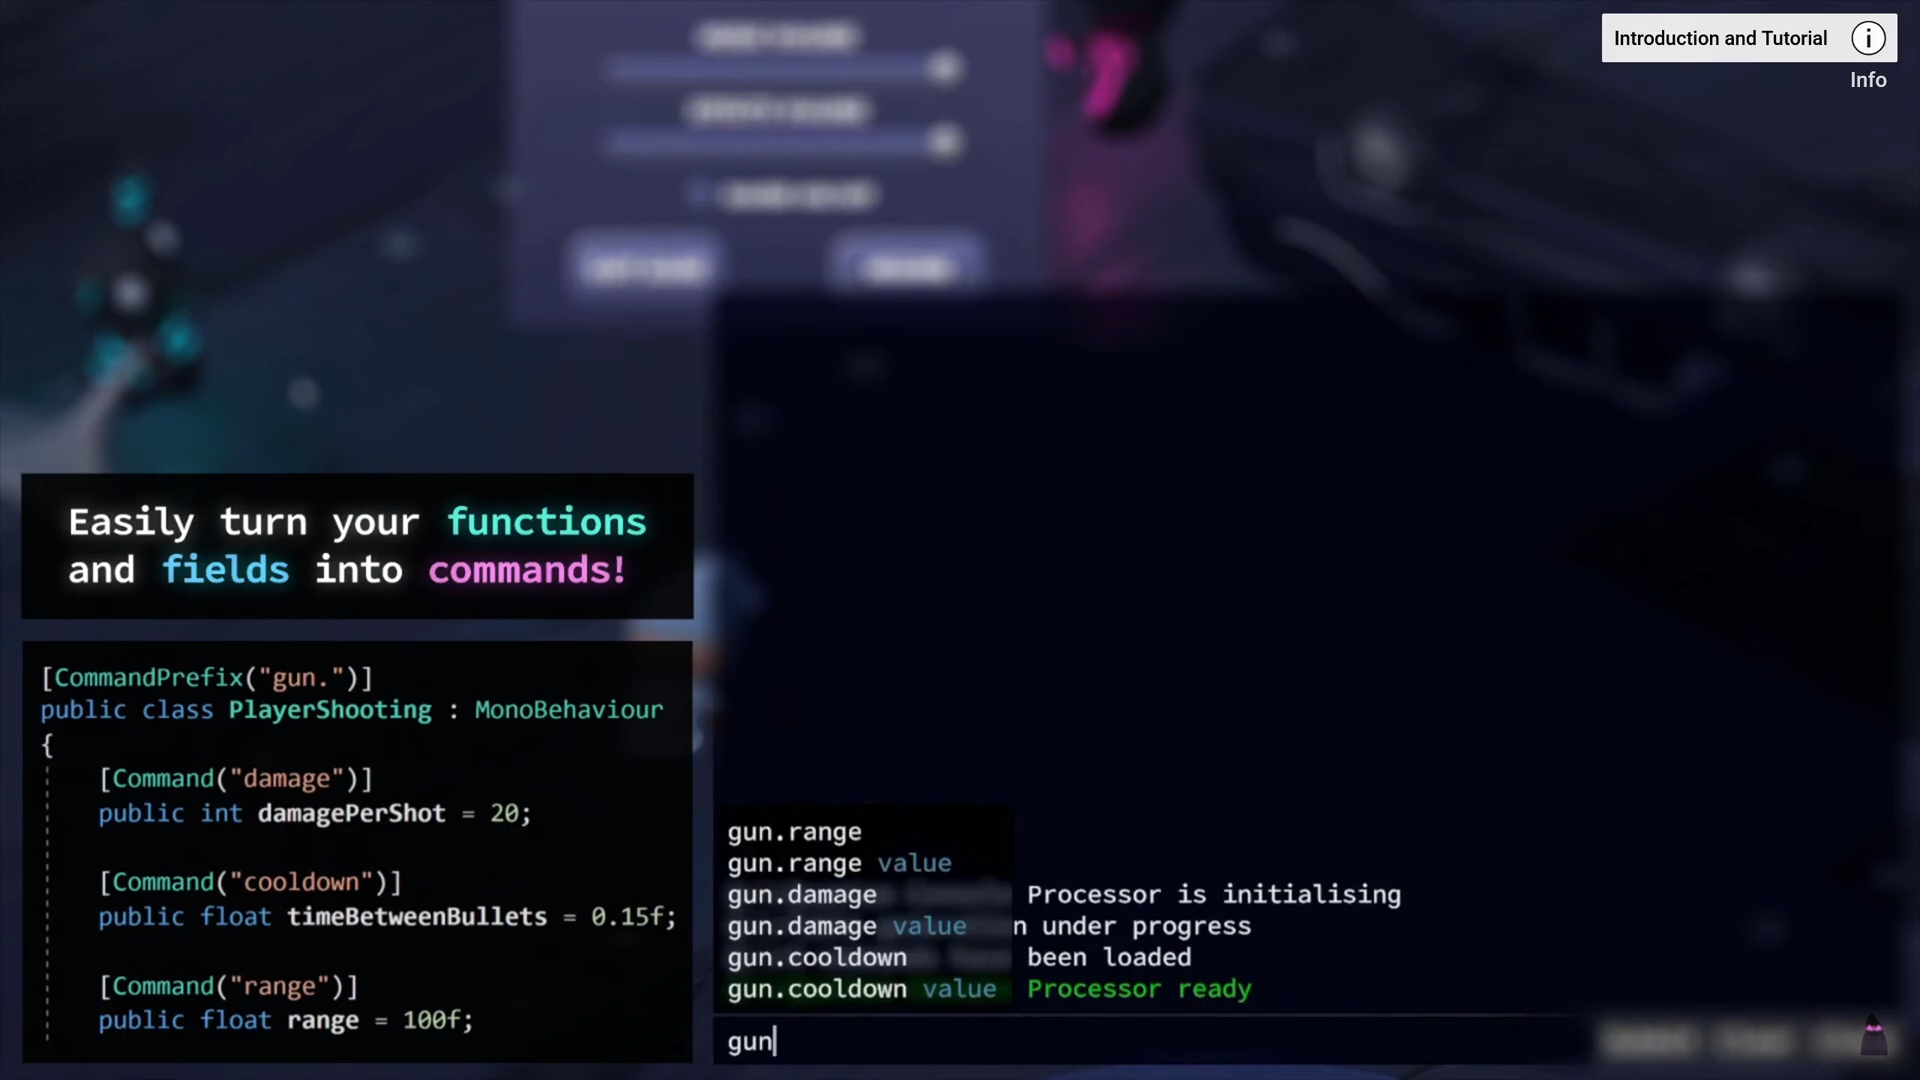 Introduction and Tutorial
Info
Easily turn your functions
and fields into commands!
[CommandPrefix("gun.")]
public class PlayerShooting : MonoBehaviour
{
[Command("damage")]
public int damagePerShot = 20;
[Command("cooldown")]
public float timeBetweenBullets = 0.15f;
[Command("range")]
public float range = 100f;
gun.range
gun.range value
gun.damage Processor is initialising
gun.damage value n under progress
gun.cooldown been loaded
gun.cooldown value Processor ready
gun